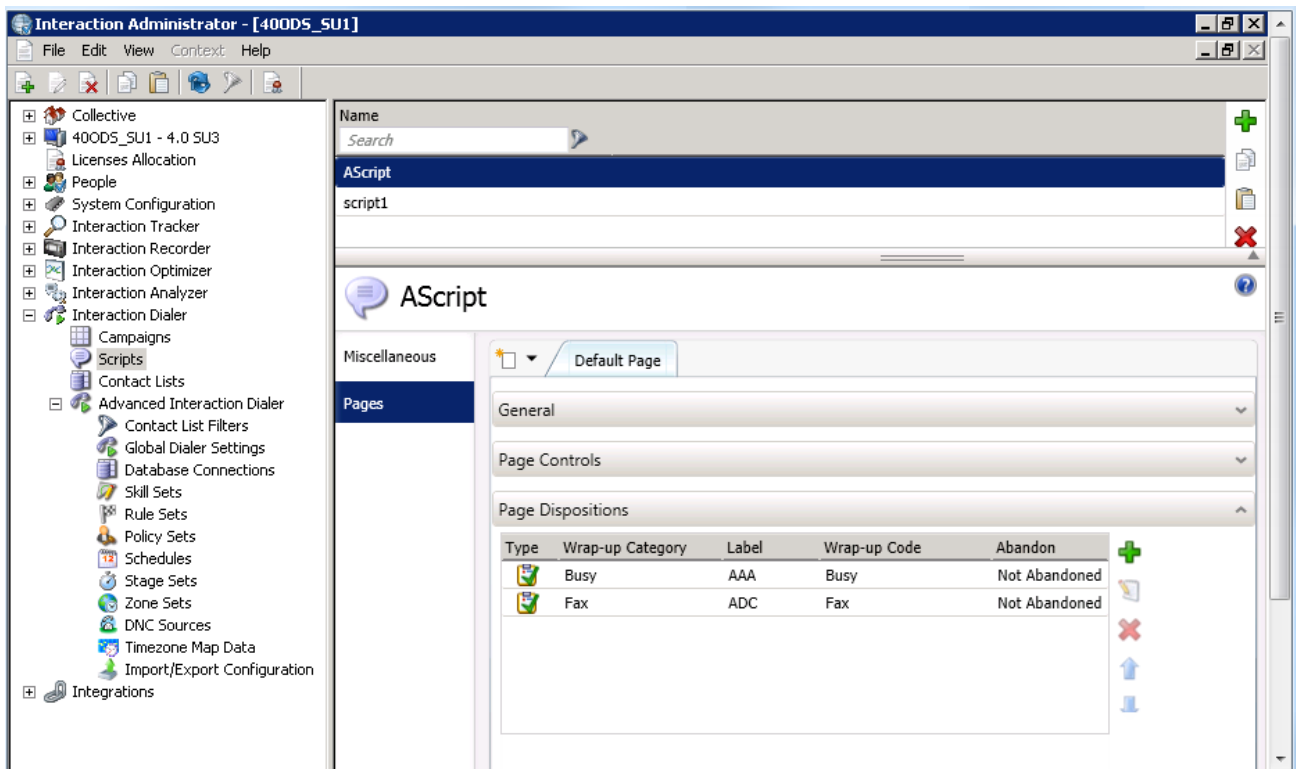 Interaction Administrator - [40ODS_SU1]
File Edit View Context Help
Collective
40ODS_SU1 - 4.0 SU3
Licenses Allocation
People
System Configuration
Interaction Tracker
Interaction Recorder
Interaction Optimizer
Interaction Analyzer
Interaction Dialer
Campaigns
Scripts
Contact Lists
Advanced Interaction Dialer
Contact List Filters
Global Dialer Settings
Database Connections
Skill Sets
Rule Sets
Policy Sets
Schedules
Stage Sets
Zone Sets
DNC Sources
Timezone Map Data
Import/Export Configuration
Integrations
Name
Search
AScript
script1
AScript
Miscellaneous
Pages
Default Page
General
Page Controls
Page Dispositions
Type Wrap-up Category Label Wrap-up Code Abandon
Busy AAA Busy Not Abandoned
Fax ADC Fax Not Abandoned